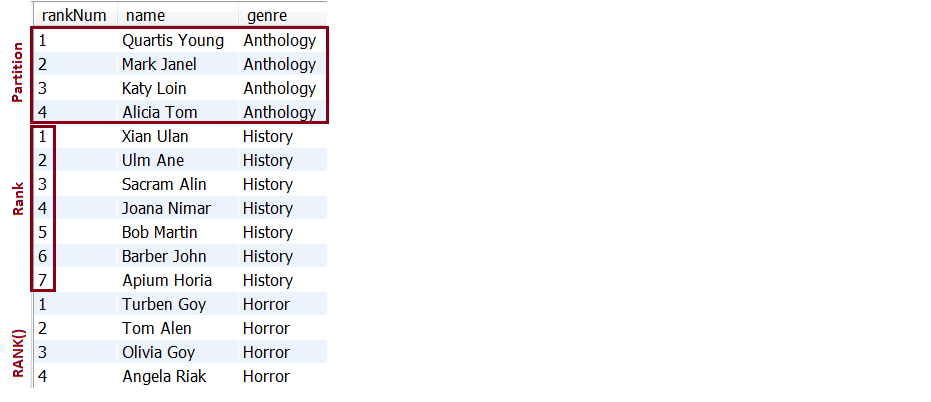 rankNum name genre
1 Quartis Young Anthology
2 Mark Janel Anthology
3 Katy Loin Anthology
4 Alicia Tom Anthology
1 Xian Ulan History
2 Ulm Ane History
3 Sacram Alin History
4 Joana Nimar History
5 Bob Martin History
6 Barber John History
7 Apium Horia History
1 Turben Goy Horror
2 Tom Alen Horror
3 Olivia Goy Horror
4 Angela Riak Horror
Partition
Rank
RANK()